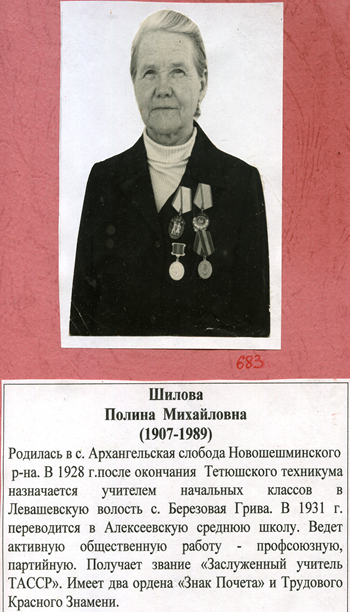 683
Шилова
Полина Михайловна
(1907-1989)
Родилась в с. Архангельская слобода Новошешминского
р-на. В 1928 г.после окончания Тетюшского техникума
назначается учителем начальных классов в
Левашевскую волость с. Березовая Грива. В 1931 г.
переводится в Алексеевскую среднюю школу. Ведет
активную общественную работу - профсоюзную,
партийную. Получает звание «Заслуженный учитель
ТАССР». Имеет два ордена «Знак Почета» и Трудового
Красного Знамени.